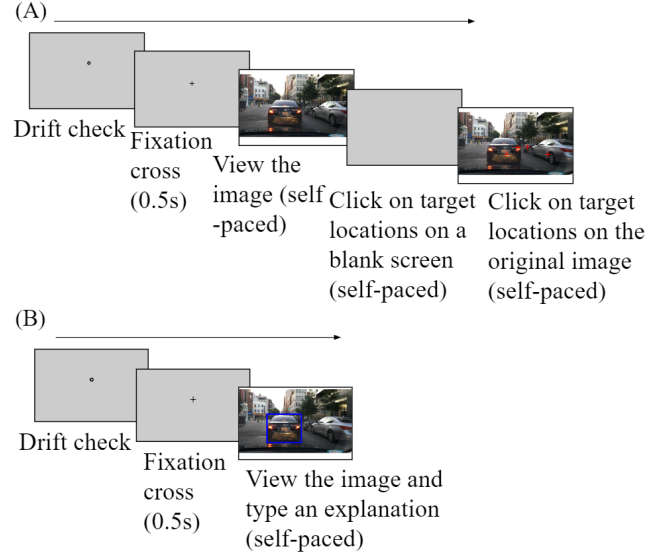 (A)
Drift check
Fixation
cross
(0.5s)
View the
image (self
-paced)
Click on target
locations on a
blank screen
(self-paced)
Click on target
locations on the
original image
(self-paced)
(B)
Drift check
Fixation
cross
(0.5s)
View the image and
type an explanation
(self-paced)